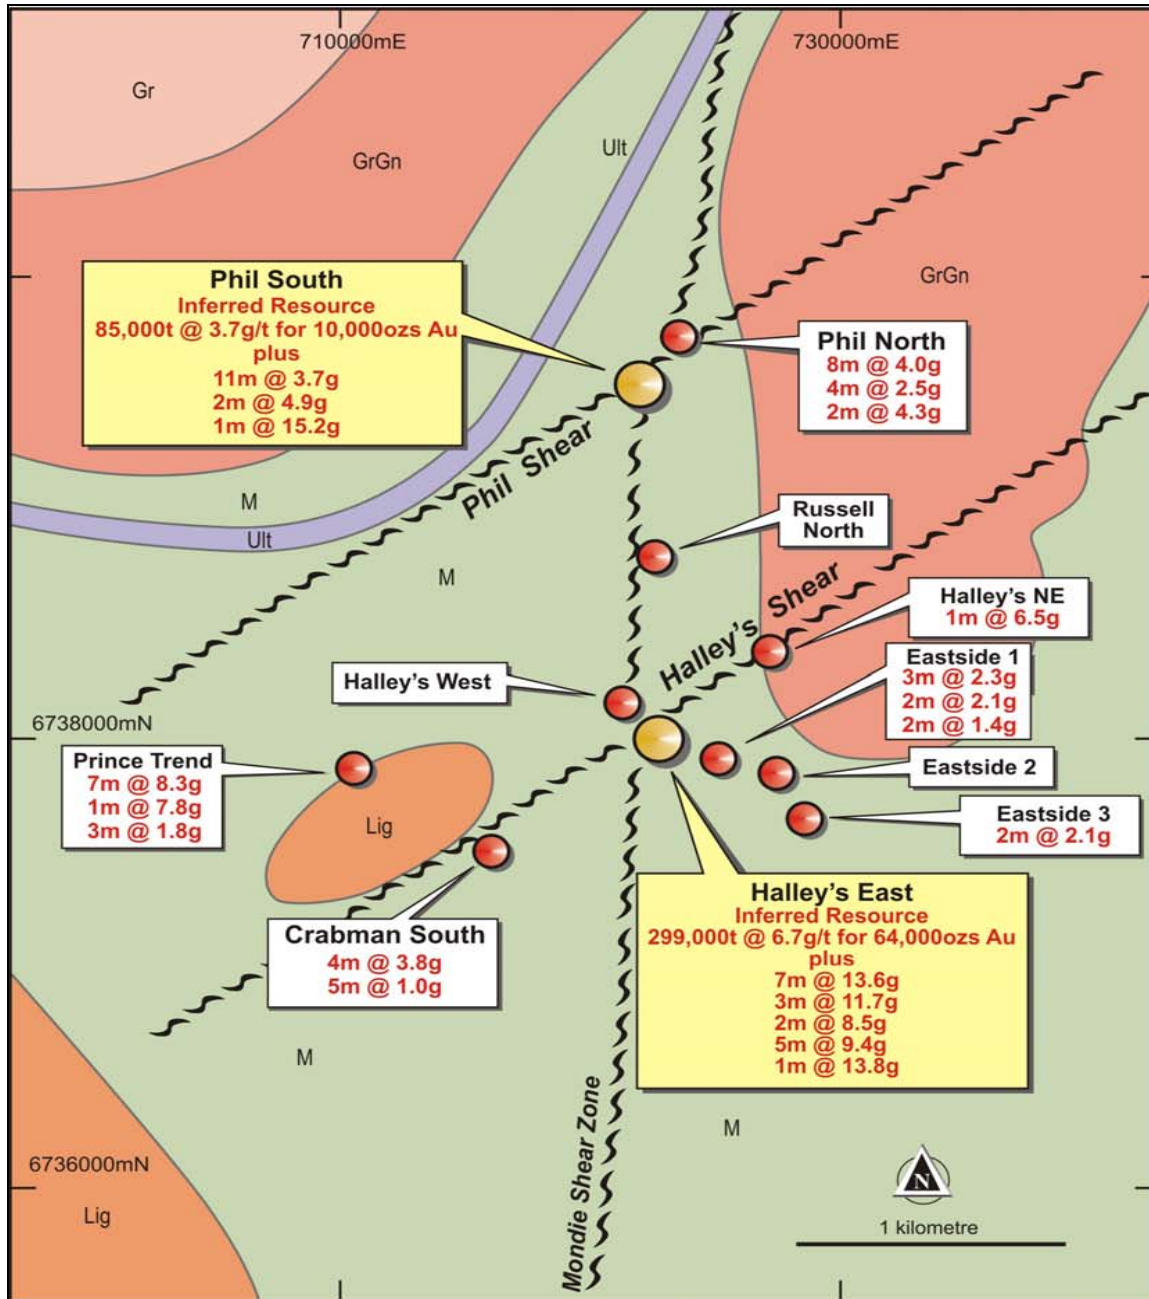 710000mE
730000mE
Gr
GrGn
Ult
GrGn
Phil South
Inferred Resource
85,000t @ 3.7g/t for 10,000ozs Au
plus
11m @ 3.7g
2m @ 4.9g
1m @ 15.2g
Phil North
8m @ 4.0g
4m @ 2.5g
2m @ 4.3g
Phil Shear
M
Ult
Russell
North
M
Halley's Shear
Halley's NE
1m @ 6.5g
Halley's West
Eastside 1
3m @ 2.3g
2m @ 2.1g
2m @ 1.4g
6738000mN
Prince Trend
7m @ 8.3g
1m @ 7.8g
3m @ 1.8g
Eastside 2
Lig
Eastside 3
2m @ 2.1g
Crabman South
4m @ 3.8g
5m @ 1.0g
Halley's East
Inferred Resource
299,000t @ 6.7g/t for 64,000ozs Au
plus
7m @ 13.6g
3m @ 11.7g
2m @ 8.5g
5m @ 9.4g
1m @ 13.8g
M
Mondie Shear Zone
M
6736000mN
N
Lig
1 kilometre